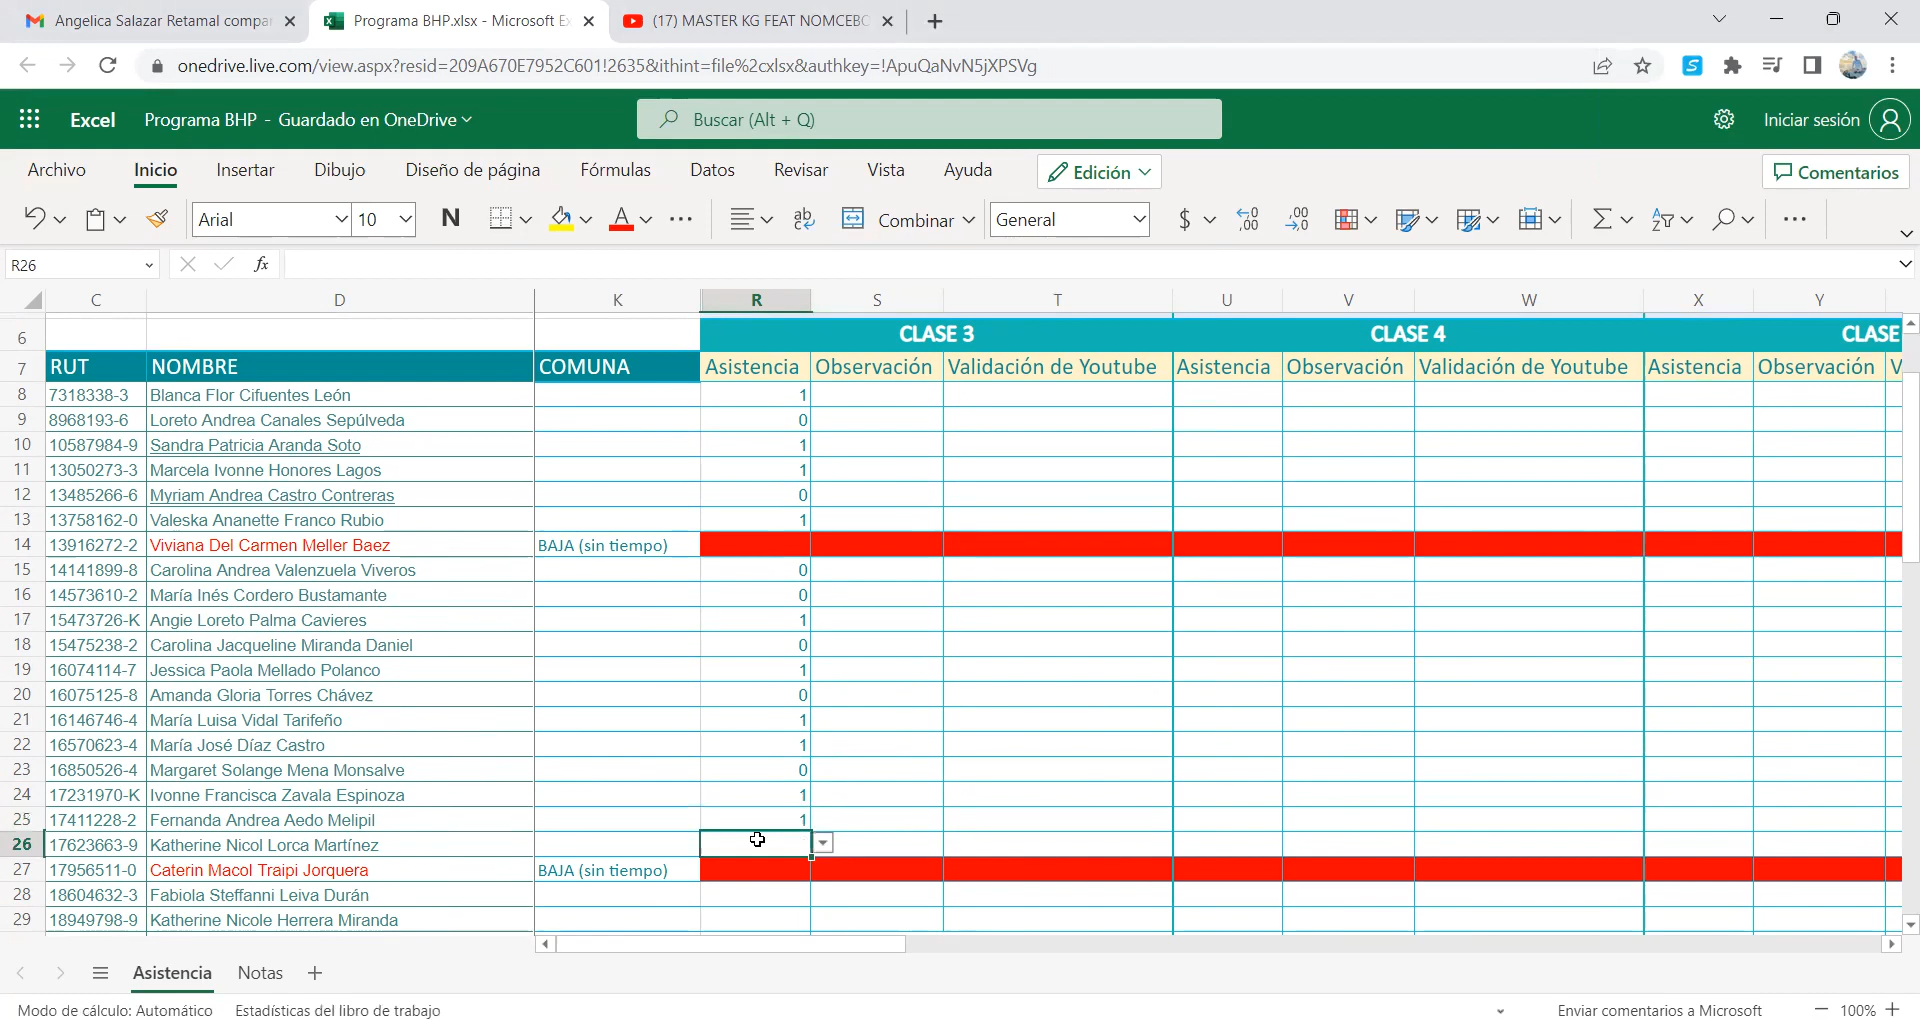 Angelica Salazar Retamal compar
Programa BHP.xlsx - Microsoft Ex
(17) MASTER KG FEAT NOMCEBO
onedrive.live.com/view.aspx?resid=209A670E7952C601!2635&ithint=file%2cxlsx&authkey=!ApuQaNvN5jXPSVg
Excel Programa BHP - Guardado en OneDrive
Buscar (Alt + Q)
Iniciar sesión
Archivo Inicio Insertar Dibujo Diseño de página Fórmulas Datos Revisar Vista Ayuda Edición Comentarios
Arial 10 N A ab Combinar General $ ,00 ,00
R26 fx
C D K R S T U V W X Y
6 CLASE 3 CLASE 4 CLASE
7 RUT NOMBRE COMUNA Asistencia Observación Validación de Youtube Asistencia Observación Validación de Youtube Asistencia Observación V
8 7318338-3 Blanca Flor Cifuentes León 1
9 8968193-6 Loreto Andrea Canales Sepúlveda 0
10 10587984-9 Sandra Patricia Aranda Soto 1
11 13050273-3 Marcela Ivonne Honores Lagos 1
12 13485266-6 Myriam Andrea Castro Contreras 0
13 13758162-0 Valeska Ananette Franco Rubio 1
14 13916272-2 Viviana Del Carmen Meller Baez BAJA (sin tiempo)
15 14141899-8 Carolina Andrea Valenzuela Viveros 0
16 14573610-2 María Inés Cordero Bustamante 0
17 15473726-K Angie Loreto Palma Cavieres 1
18 15475238-2 Carolina Jacqueline Miranda Daniel 0
19 16074114-7 Jessica Paola Mellado Polanco 1
20 16075125-8 Amanda Gloria Torres Chávez 0
21 16146746-4 María Luisa Vidal Tarifeño 1
22 16570623-4 María José Díaz Castro 1
23 16850526-4 Margaret Solange Mena Monsalve 0
24 17231970-K Ivonne Francisca Zavala Espinoza 1
25 17411228-2 Fernanda Andrea Aedo Melipil 1
26 17623663-9 Katherine Nicol Lorca Martínez
27 17956511-0 Caterin Macol Traipi Jorquera BAJA (sin tiempo)
28 18604632-3 Fabiola Steffanni Leiva Durán
29 18949798-9 Katherine Nicole Herrera Miranda
Asistencia Notas
Modo de cálculo: Automático Estadísticas del libro de trabajo Enviar comentarios a Microsoft 100%